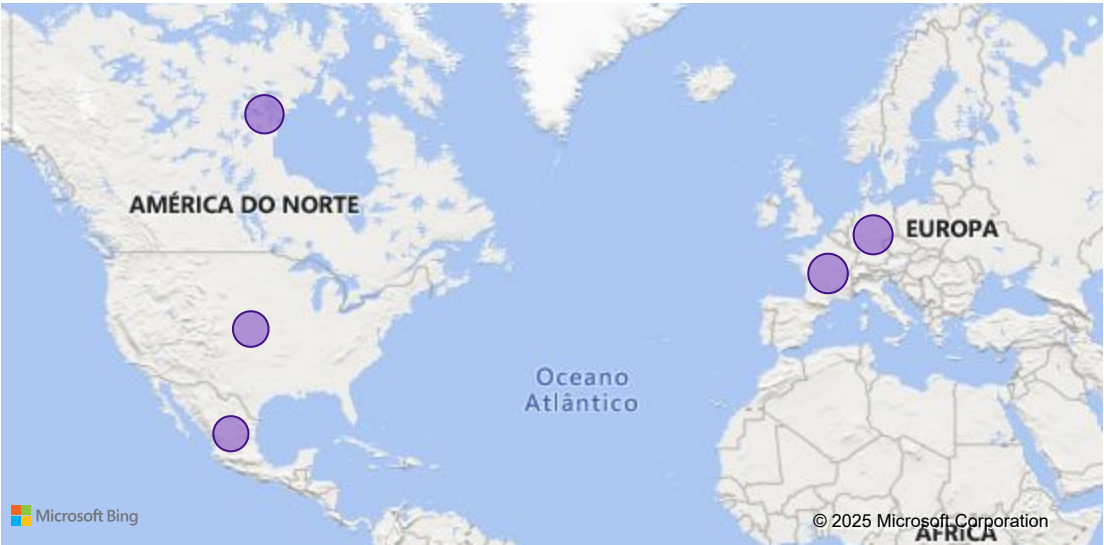 AMÉRICA DO NORTE
EUROPA
Oceano
Atlântico
Microsoft Bing
© 2025 Microsoft Corporation
ÁFRICA